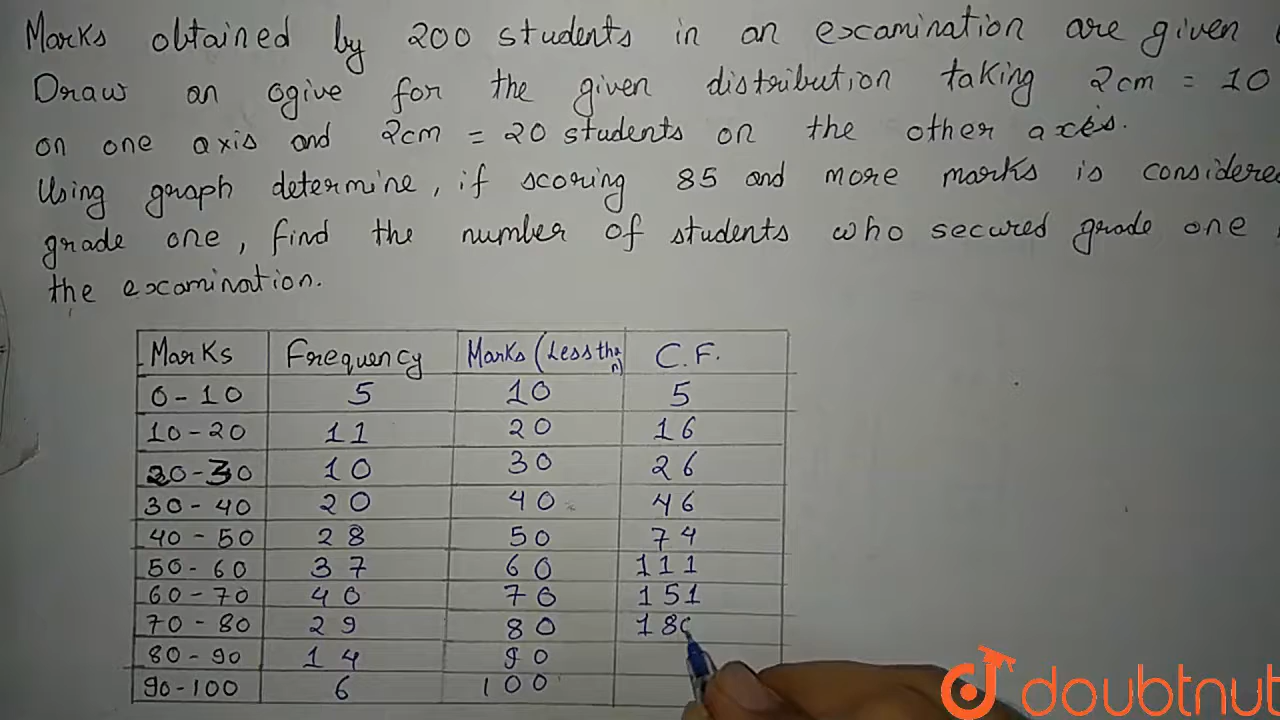 Marks obtained by 200 students in an examination are given
Draw an ogive for the given distribution taking 2cm = 10
on one axis and 2cm = 20 students on the other axes.
Using graph determine, if scoring 85 and more marks is considered
grade one, find the number of students who secured grade one
the examination.
Marks Frequency Marks (Less than) C.F.
0-10 5 10 5
10-20 11 20 16
20-30 10 30 26
30-40 20 40 46
40-50 28 50 74
50-60 37 60 111
60-70 40 70 151
70-80 29 80 180
80-90 14 90
90-100 6 100
doubtnut